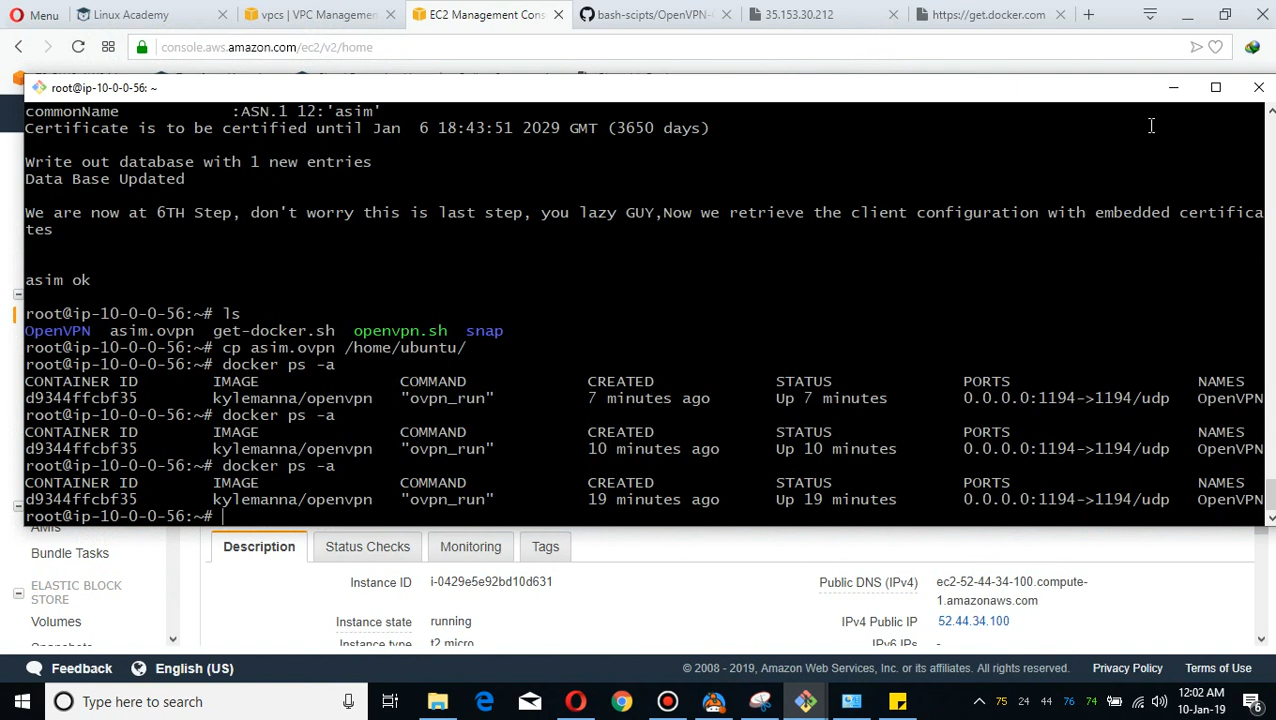 Menu
Linux Academy
vpcs | VPC Managemen
EC2 Management Cons
bash-scipts/OpenVPN-
35.153.30.212
https://get.docker.com
console.aws.amazon.com/ec2/v2/home
root@ip-10-0-0-56: ~
commonName            :ASN.1 12:'asim'
Certificate is to be certified until Jan  6 18:43:51 2029 GMT (3650 days)
Write out database with 1 new entries
Data Base Updated
We are now at 6TH Step, don't worry this is last step, you lazy GUY,Now we retrieve the client configuration with embedded certifica
tes
asim ok
root@ip-10-0-0-56:~# ls
OpenVPN  asim.ovpn  get-docker.sh  openvpn.sh  snap
root@ip-10-0-0-56:~# cp asim.ovpn /home/ubuntu/
root@ip-10-0-0-56:~# docker ps -a
CONTAINER ID        IMAGE               COMMAND             CREATED             STATUS              PORTS                    NAMES
d9344ffcbf35        kylemanna/openvpn   "ovpn_run"          7 minutes ago       Up 7 minutes        0.0.0.0:1194->1194/udp   OpenVPN
root@ip-10-0-0-56:~# docker ps -a
CONTAINER ID        IMAGE               COMMAND             CREATED             STATUS              PORTS                    NAMES
d9344ffcbf35        kylemanna/openvpn   "ovpn_run"          10 minutes ago      Up 10 minutes       0.0.0.0:1194->1194/udp   OpenVPN
root@ip-10-0-0-56:~# docker ps -a
CONTAINER ID        IMAGE               COMMAND             CREATED             STATUS              PORTS                    NAMES
d9344ffcbf35        kylemanna/openvpn   "ovpn_run"          19 minutes ago      Up 19 minutes       0.0.0.0:1194->1194/udp   OpenVPN
root@ip-10-0-0-56:~#
AMIs
Bundle Tasks
ELASTIC BLOCK
STORE
Volumes
Description
Status Checks
Monitoring
Tags
Instance ID i-0429e5e92bd10d631
Public DNS (IPv4) ec2-52-44-34-100.compute-
1.amazonaws.com
Instance state running
IPv4 Public IP 52.44.34.100
Instance type t2.micro
IPv6 IPs -
Feedback
English (US)
© 2008 - 2019, Amazon Web Services, Inc. or its affiliates. All rights reserved.
Privacy Policy
Terms of Use
Type here to search
75 24 44 76 74
12:02 AM
10-Jan-19
6